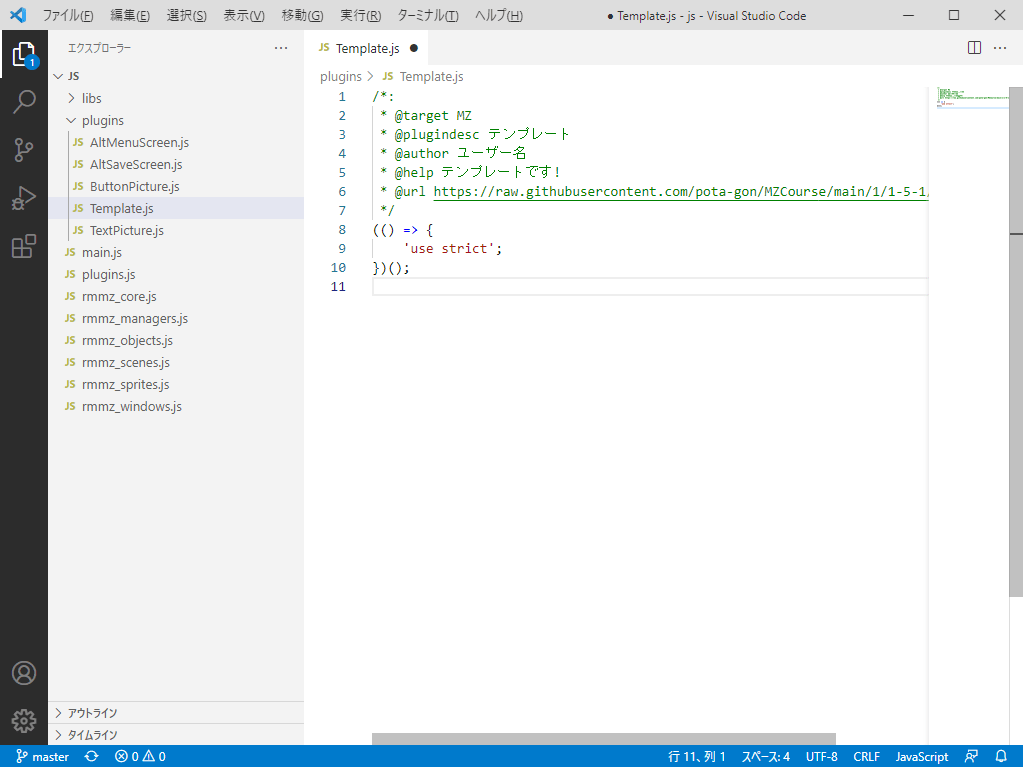 ファイル(F) 編集(E) 選択(S) 表示(V) 移動(G) 実行(R) ターミナル(T) ヘルプ(H) ● Template.js - js - Visual Studio Code
エクスプローラー
JS
libs
plugins
JS AltMenuScreen.js
JS AltSaveScreen.js
JS ButtonPicture.js
JS Template.js
JS TextPicture.js
JS main.js
JS plugins.js
JS rmmz_core.js
JS rmmz_managers.js
JS rmmz_objects.js
JS rmmz_scenes.js
JS rmmz_sprites.js
JS rmmz_windows.js
アウトライン
タイムライン
1
JS Template.js ●
plugins > JS Template.js
1 /*:
2 * @target MZ
3 * @plugindesc テンプレート
4 * @author ユーザー名
5 * @help テンプレートです!
6 * @url https://raw.githubusercontent.com/pota-gon/MZCourse/main/1/1-5-1/
7 */
8 (() => {
9 'use strict';
10 })();
11
master 0 0 行 11、列 1 スペース: 4 UTF-8 CRLF JavaScript